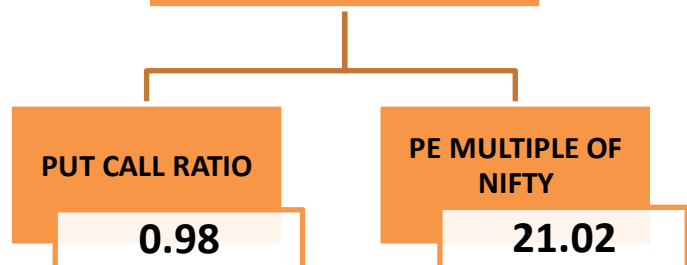 PUT CALL RATIO
0.98
PE MULTIPLE OF
NIFTY
21.02